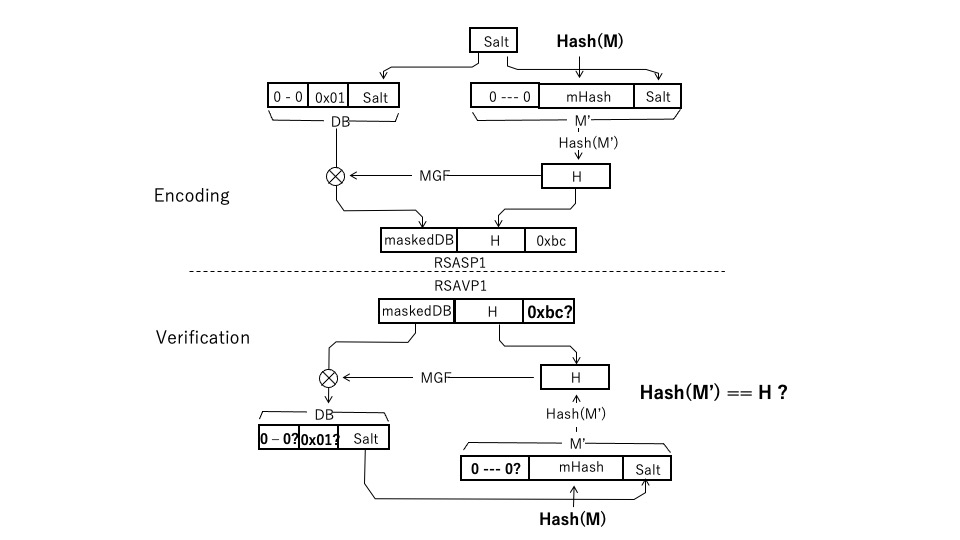 Salt
Hash(M)
0 - 0 0x01 Salt
0 --- 0 mHash Salt
DB
M’
Hash(M’)
MGF
H
Encoding
maskedDB H 0xbc
RSASP1
RSAVP1
maskedDB H 0xbc?
Verification
MGF
H
Hash(M’) == H ?
DB
Hash(M’)
0 – 0? 0x01? Salt
M’
0 --- 0? mHash Salt
Hash(M)